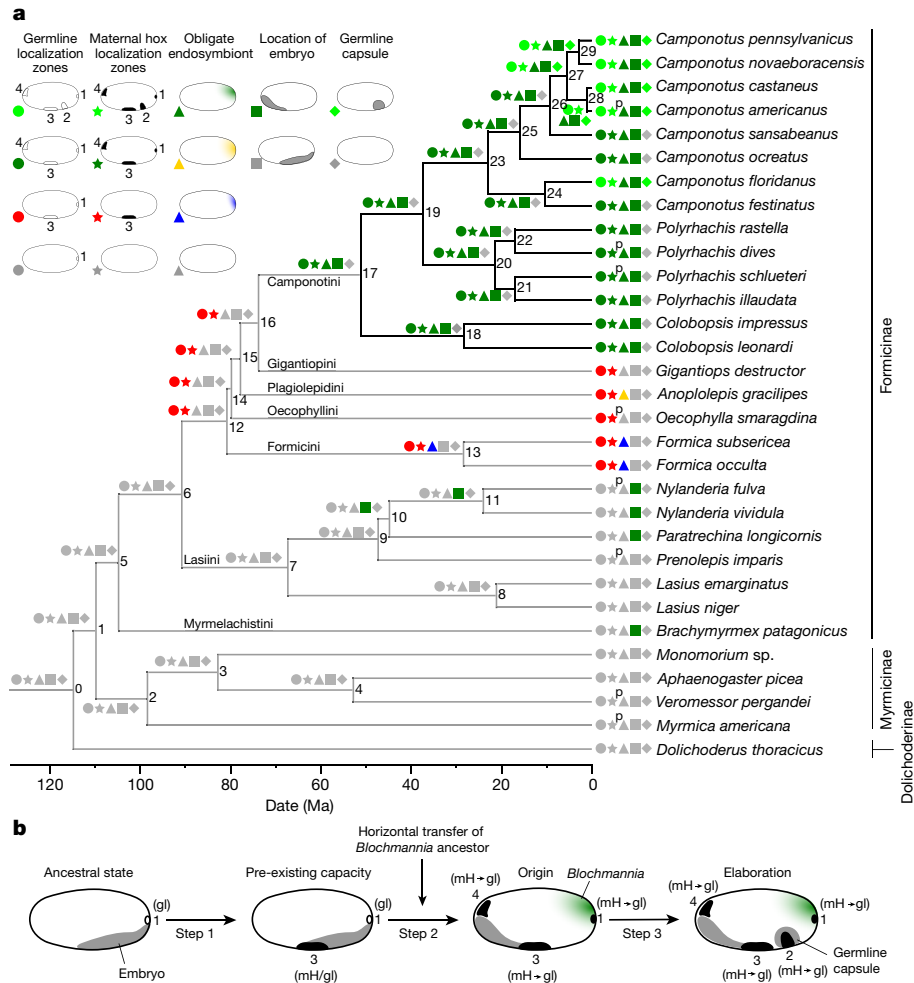 a
Germline localization zones
Maternal hox localization zones
Obligate endosymbiont
Location of embryo
Germline capsule
4 1 3 2
4 1 3 2
4 1 3
4 1 3
1 3
3
1
Camponotus pennsylvanicus
Camponotus novaeboracensis
Camponotus castaneus
p
Camponotus americanus
Camponotus sansabeanus
Camponotus ocreatus
Camponotus floridanus
Camponotus festinatus
Polyrhachis rastella
p
Polyrhachis dives
p
Polyrhachis schlueteri
Polyrhachis illaudata
Colobopsis impressus
Colobopsis leonardi
Gigantiops destructor
Anoplolepis gracilipes
p
Oecophylla smaragdina
Formica subsericea
Formica occulta
p
Nylanderia fulva
Nylanderia vividula
Paratrechina longicornis
p
Prenolepis imparis
Lasius emarginatus
Lasius niger
Brachymyrmex patagonicus
Monomorium sp.
Aphaenogaster picea
p
Veromessor pergandei
p
Myrmica americana
Dolichoderus thoracicus
Formicinae
Myrmicinae
Dolichoderinae
29
27
28
26
25
23
24
19
22
20
21
17
18
Camponotini
16
15
Gigantiopini
Plagiolepidini
14
Oecophyllini
12
Formicini
13
6
11
10
9
Lasiini
7
8
5
Myrmelachistini
1
3
4
2
0
120 100 80 60 40 20 0
Date (Ma)
b
Horizontal transfer of
Blochmannia ancestor
Ancestral state
Pre-existing capacity
Origin
Blochmannia
Elaboration
(gl)
1
Embryo
Step 1
(gl)
1
3
(mH/gl)
Step 2
(mH→gl)
4
(mH→gl)
1
3
(mH→gl)
Step 3
(mH→gl)
4
(mH→gl)
1
3
(mH→gl)
2
(mH→gl)
Germline
capsule